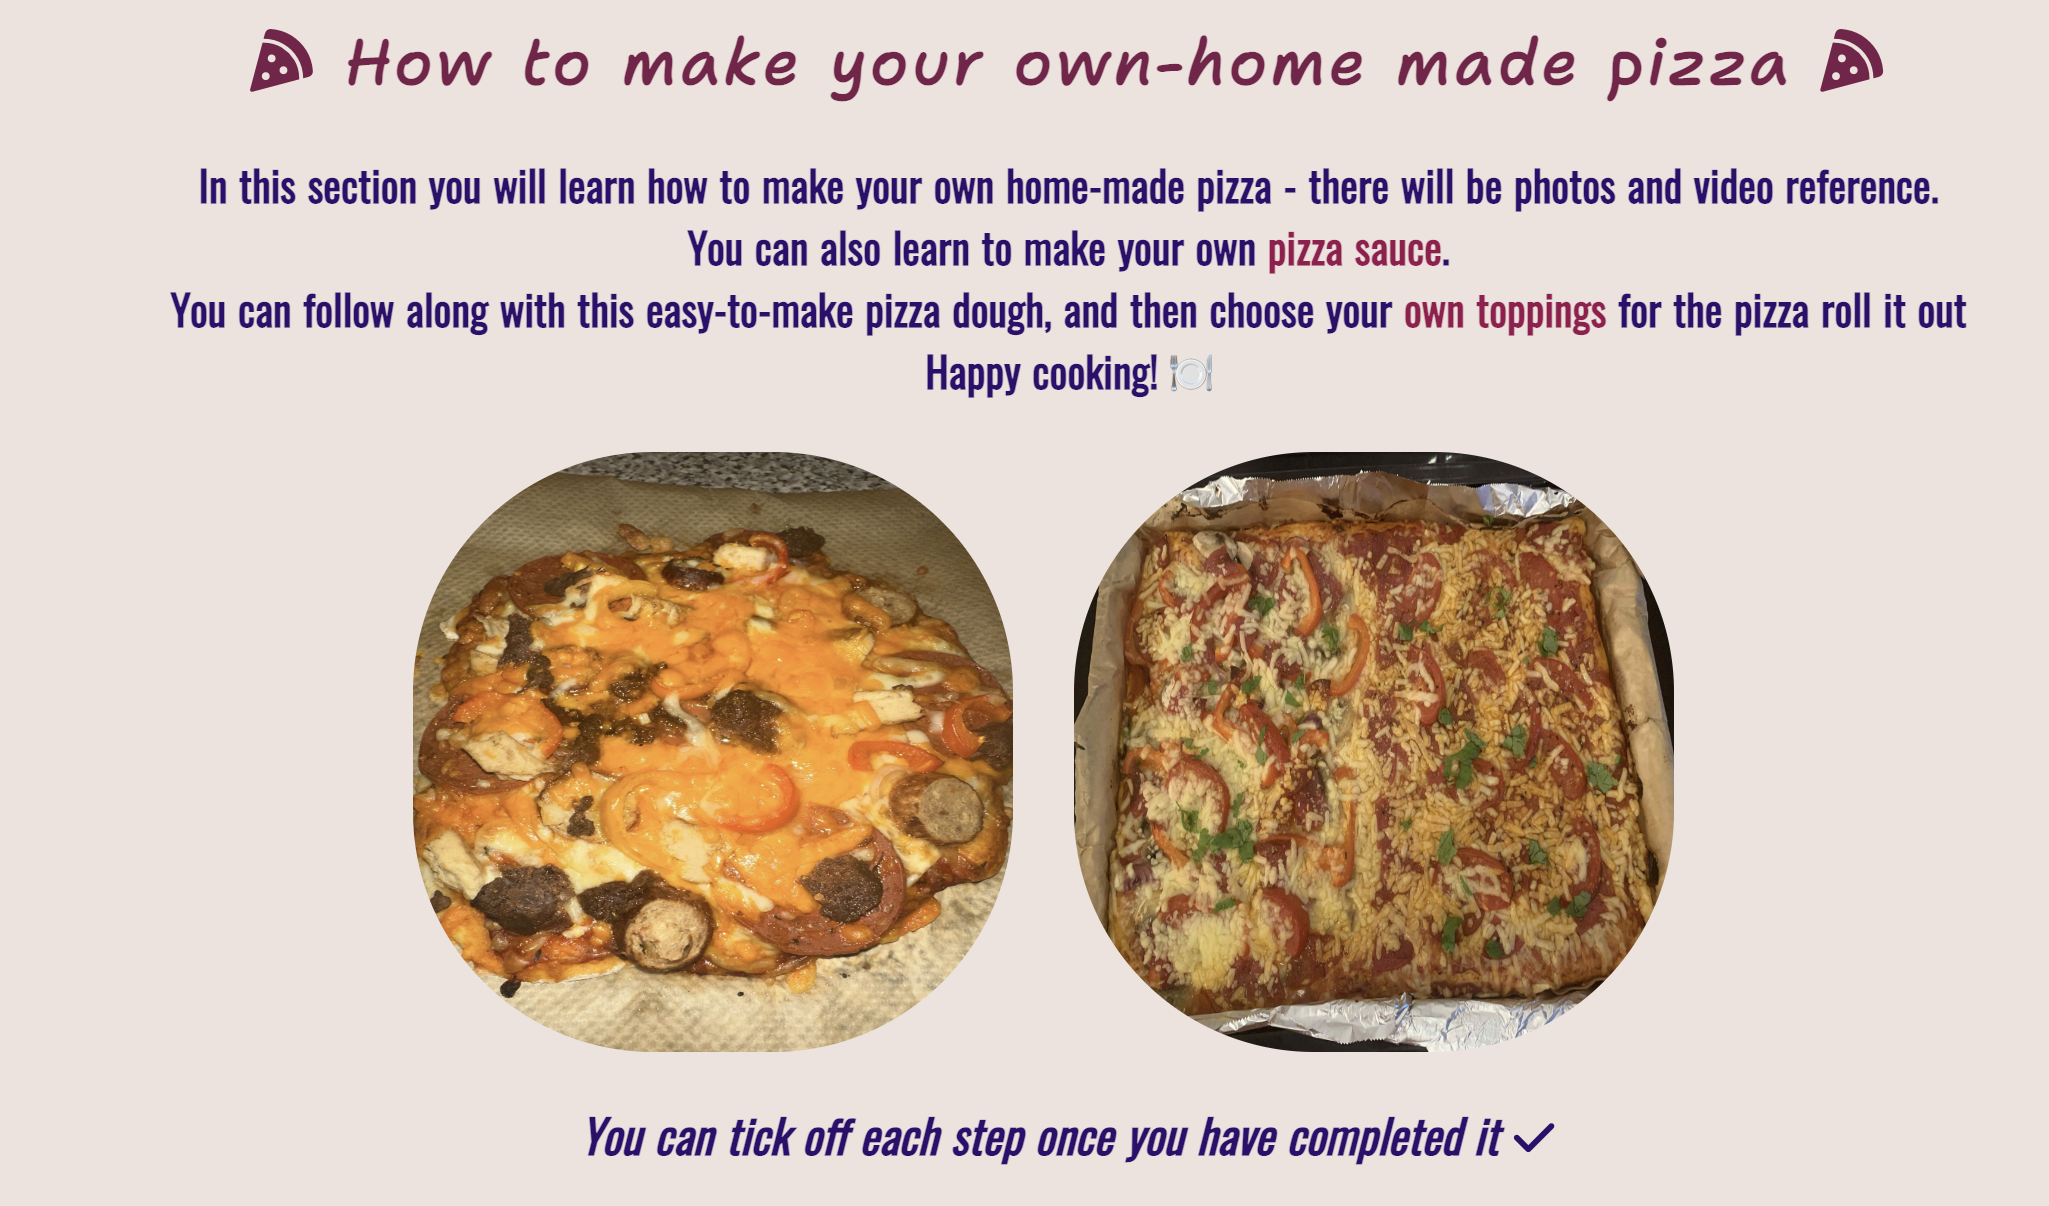 How to make your own-home made pizza
In this section you will learn how to make your own home-made pizza - there will be photos and video reference.
You can also learn to make your own pizza sauce.
You can follow along with this easy-to-make pizza dough, and then choose your own toppings for the pizza roll it out
Happy cooking! 🍽️
You can tick off each step once you have completed it ✓